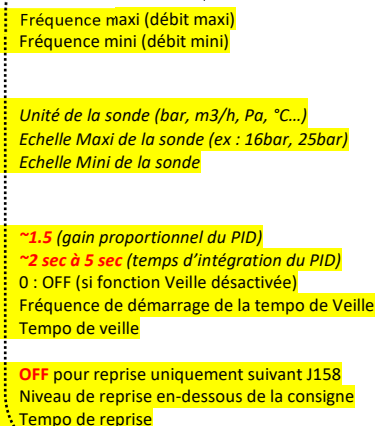 Fréquence maxi (débit maxi)
Fréquence mini (débit mini)
Unité de la sonde (bar, m3/h, Pa, °C…)
Echelle Maxi de la sonde (ex : 16bar, 25bar)
Echelle Mini de la sonde
~1.5 (gain proportionnel du PID)
~2 sec à 5 sec (temps d'intégration du PID)
0 : OFF (si fonction Veille désactivée)
Fréquence de démarrage de la tempo de Veille
Tempo de veille
OFF pour reprise uniquement suivant J158
Niveau de reprise en-dessous de la consigne
Tempo de reprise